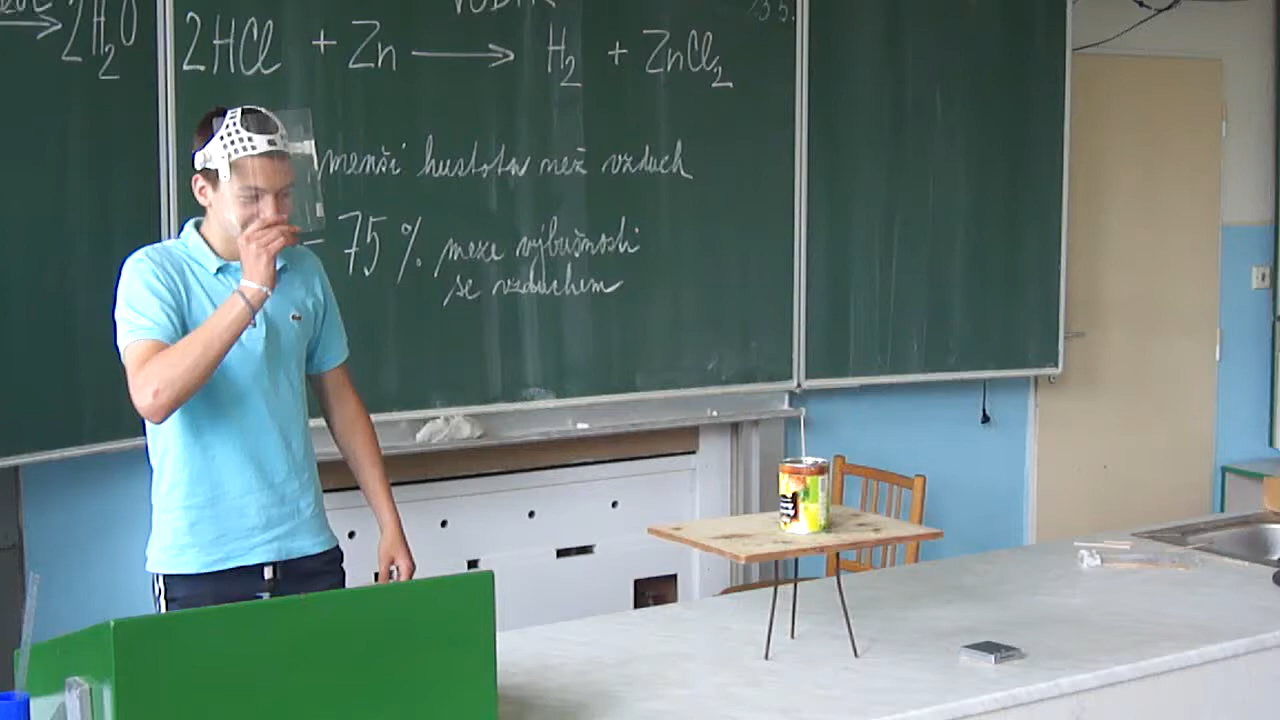 2H₂O
2HCl + Zn → H₂ + ZnCl₂
menší hustota než vzduch
– 75 % meze výbušnosti
se vzduchem